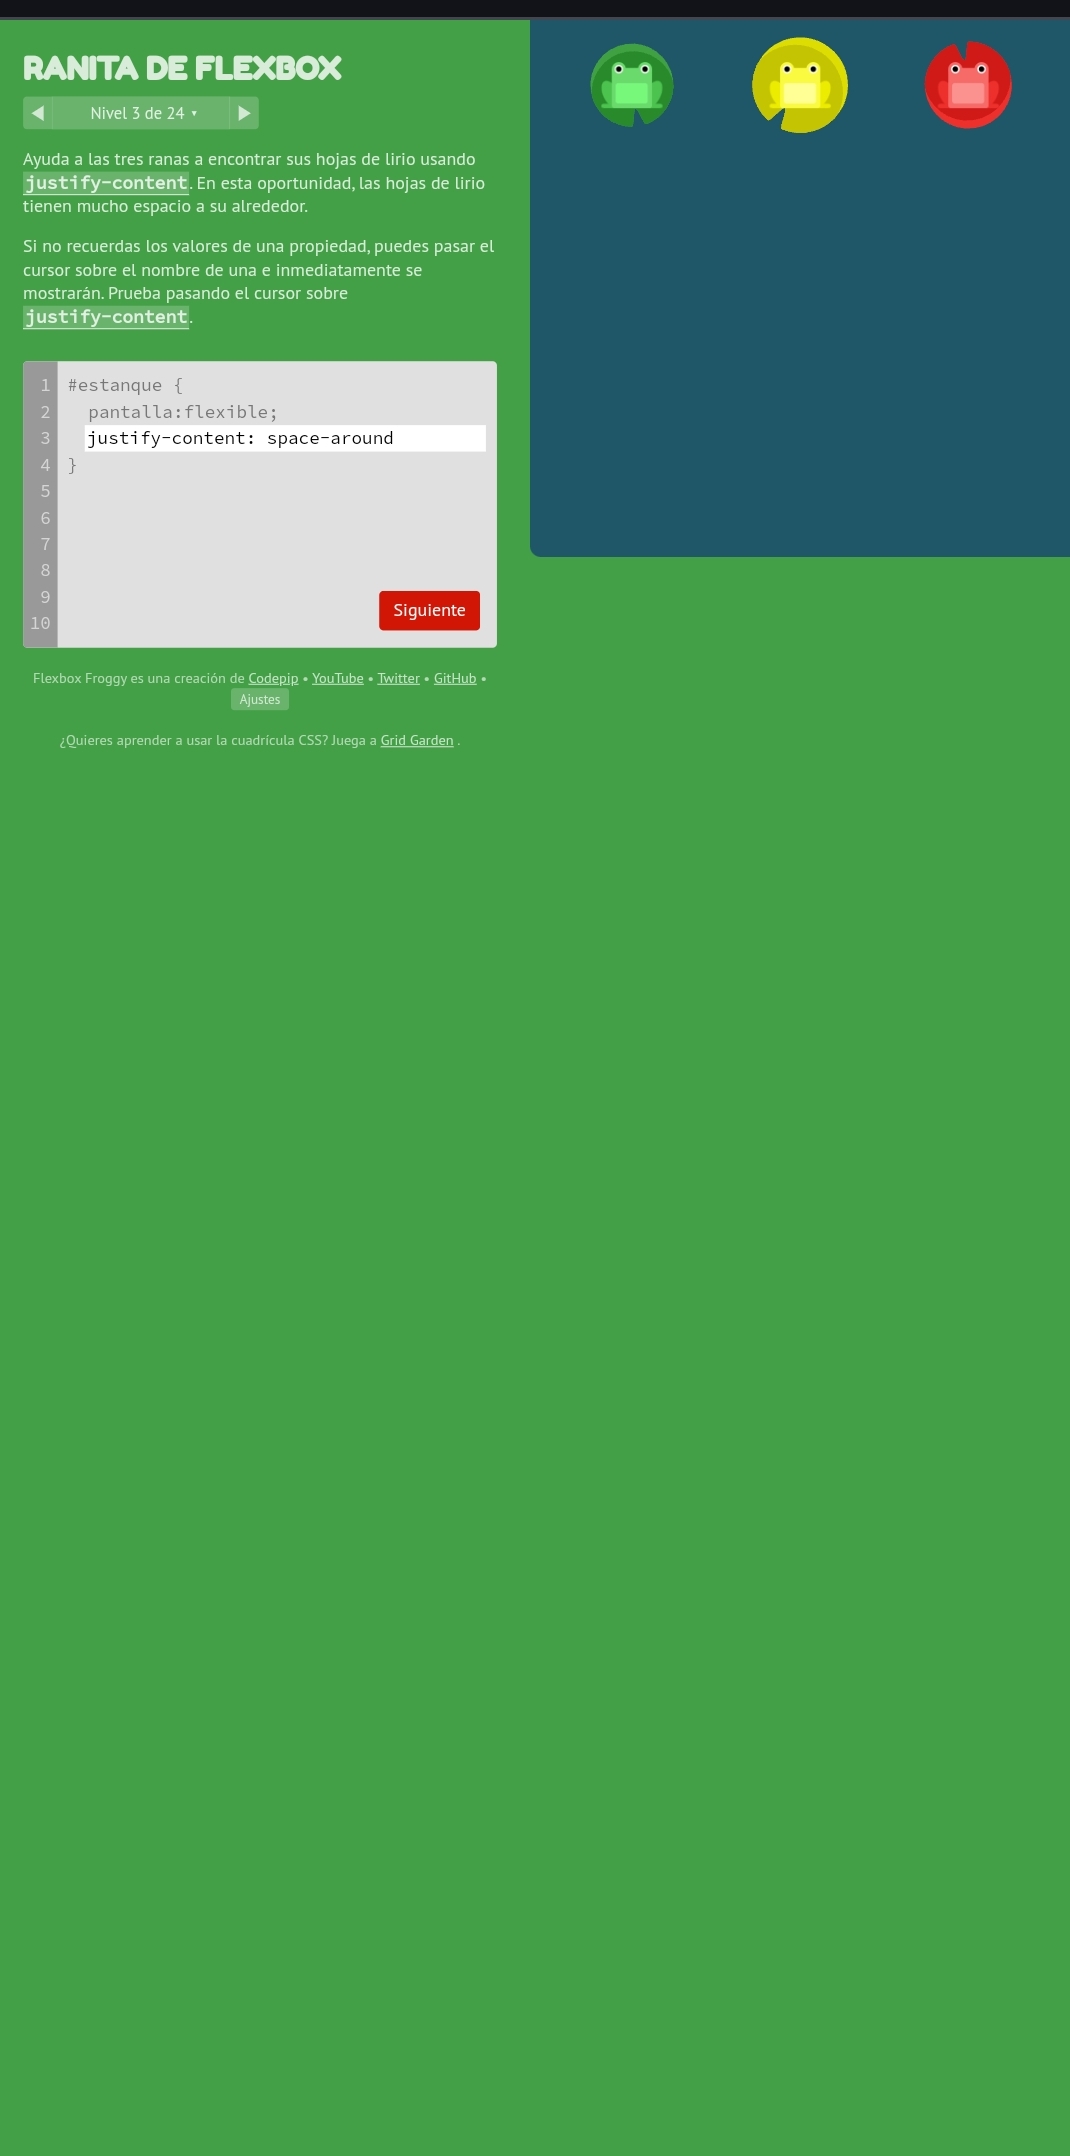 RANITA DE FLEXBOX
Nivel 3 de 24 ▾
Ayuda a las tres ranas a encontrar sus hojas de lirio usando
justify-content. En esta oportunidad, las hojas de lirio
tienen mucho espacio a su alrededor.
Si no recuerdas los valores de una propiedad, puedes pasar el
cursor sobre el nombre de una e inmediatamente se
mostrarán. Prueba pasando el cursor sobre
justify-content.
1 #estanque {
2 pantalla:flexible;
3 justify-content: space-around
4 }
5
6
7
8
9
10
Siguiente
Flexbox Froggy es una creación de Codepip • YouTube • Twitter • GitHub •
Ajustes
¿Quieres aprender a usar la cuadrícula CSS? Juega a Grid Garden .